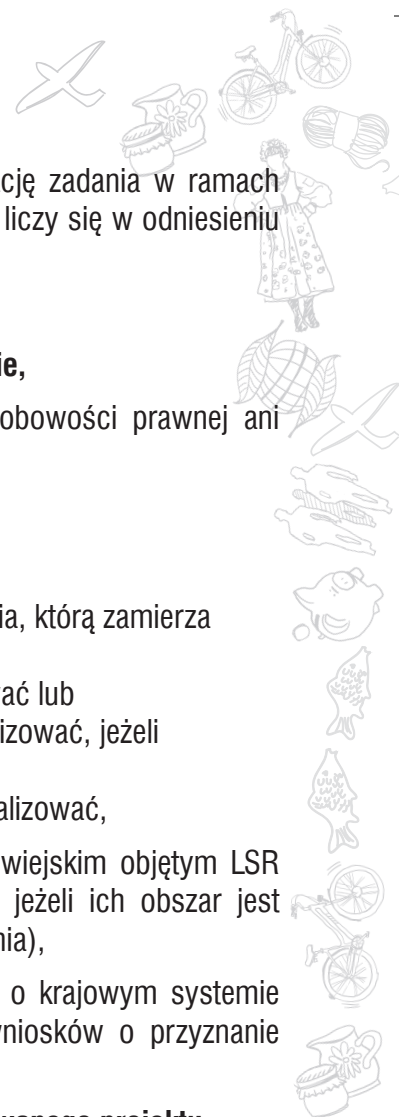 cję zadania w ramach
liczy się w odniesieniu
ie,
obowości prawnej ani
ia, którą zamierza
ać lub
izować, jeżeli
alizować,
wiejskim objętym LSR
jeżeli ich obszar jest
nia),
o krajowym systemie
wniosków o przyznanie